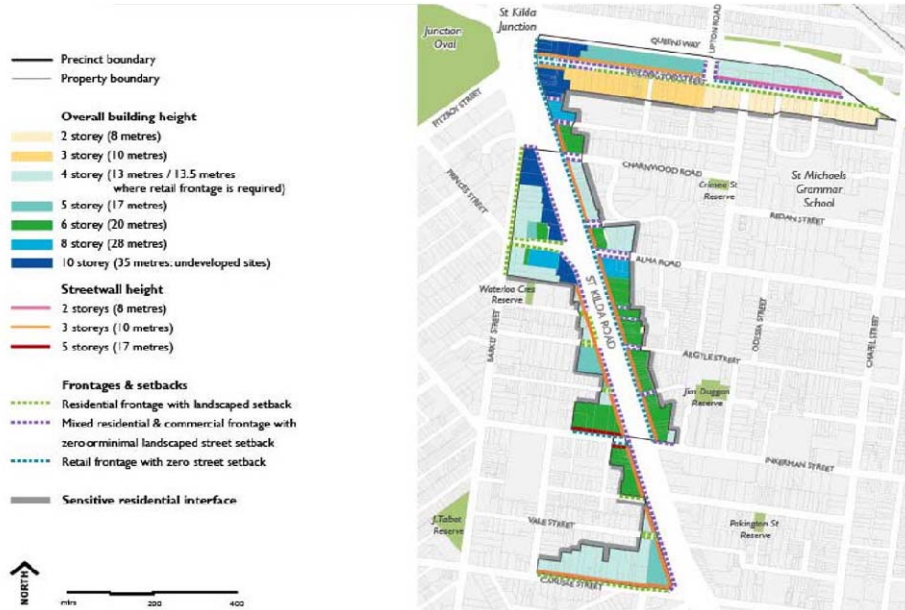 Precinct boundary
Property boundary
Overall building height
2 storey (8 metres)
3 storey (10 metres)
4 storey (13 metres / 13.5 metres
where retail frontage is required)
5 storey (17 metres)
6 storey (20 metres)
8 storey (28 metres)
10 storey (35 metres: undeveloped sites)
Streetwall height
2 storeys (8 metres)
3 storeys (10 metres)
5 storeys (17 metres)
Frontages & setbacks
Residential frontage with landscaped setback
Mixed residential & commercial frontage with
zero or minimal landscaped street setback
Retail frontage with zero street setback
Sensitive residential interface
NORTH
200
400
St Kilda
Junction
Junction
Oval
QUEENS WAY
UPTON ROAD
FITZROY STREET
PRINCES STREET
CHARNWOOD ROAD
Crimea St
Reserve
St Michaels
Grammar
School
REDAN STREET
ALMA ROAD
Waterloo Cres
Reserve
ST KILDA ROAD
BARKLY STREET
ODESSA STREET
CHAPEL STREET
ARGYLE STREET
Jim Duggan
Reserve
INKERMAN STREET
J.Talbot
Reserve
VALE STREET
Pakington St
Reserve
CARLISLE STREET